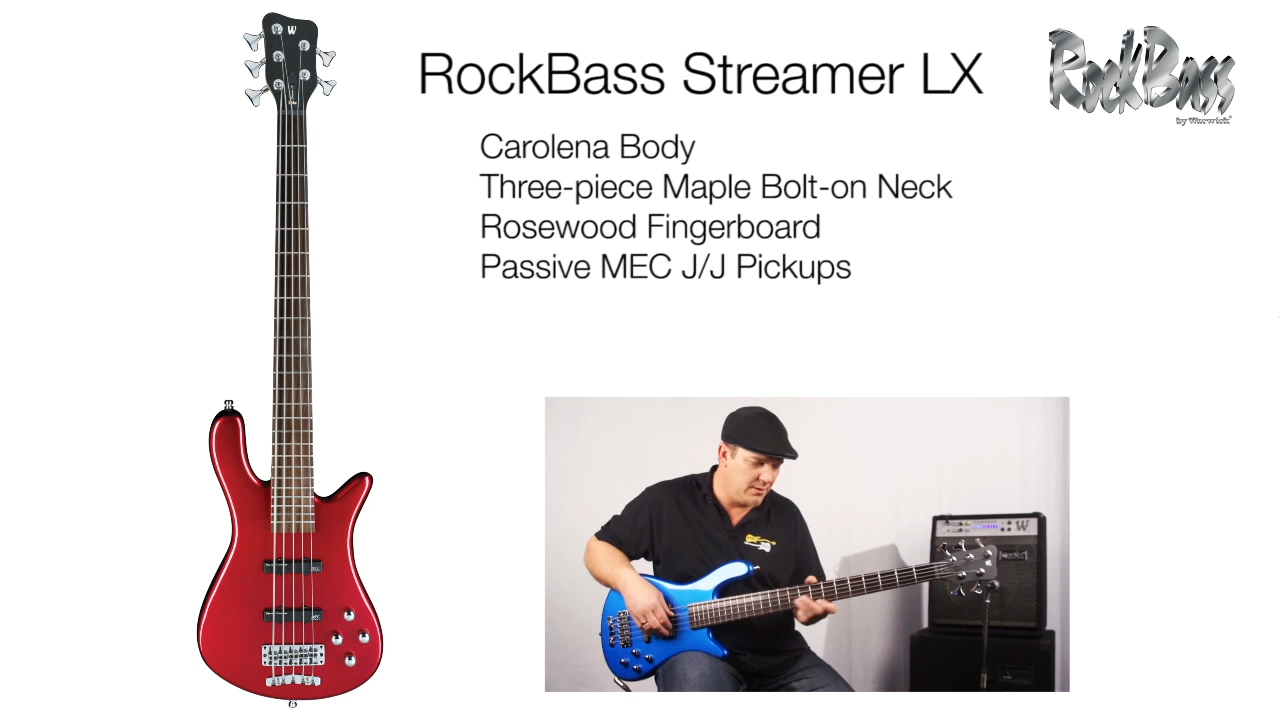 RockBass Streamer LX
RockBass
by Warwick
Carolena Body
Three-piece Maple Bolt-on Neck
Rosewood Fingerboard
Passive MEC J/J Pickups
W
W